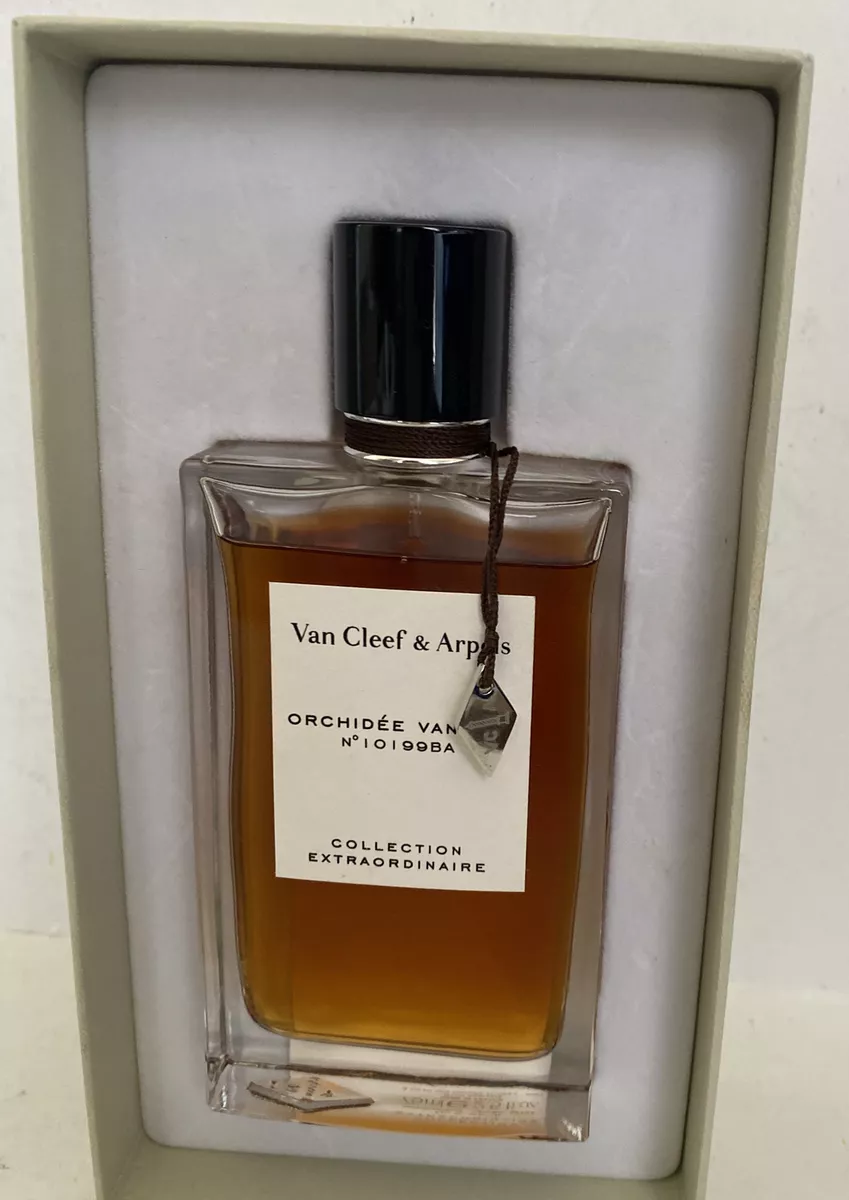 Van Cleef & Arpels
ORCHIDÉE VAN
N°10199BA
COLLECTION
EXTRAORDINAIRE